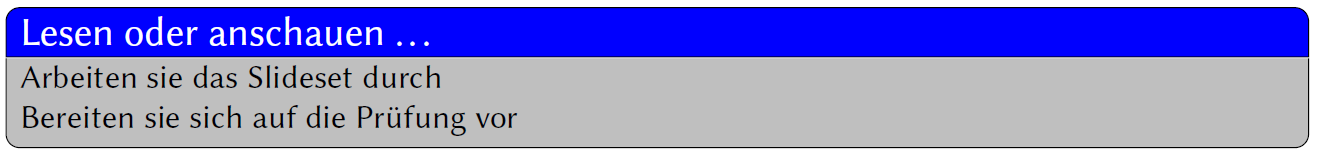 Lesen oder anschauen …
Arbeiten sie das Slideset durch
Bereiten sie sich auf die Prüfung vor